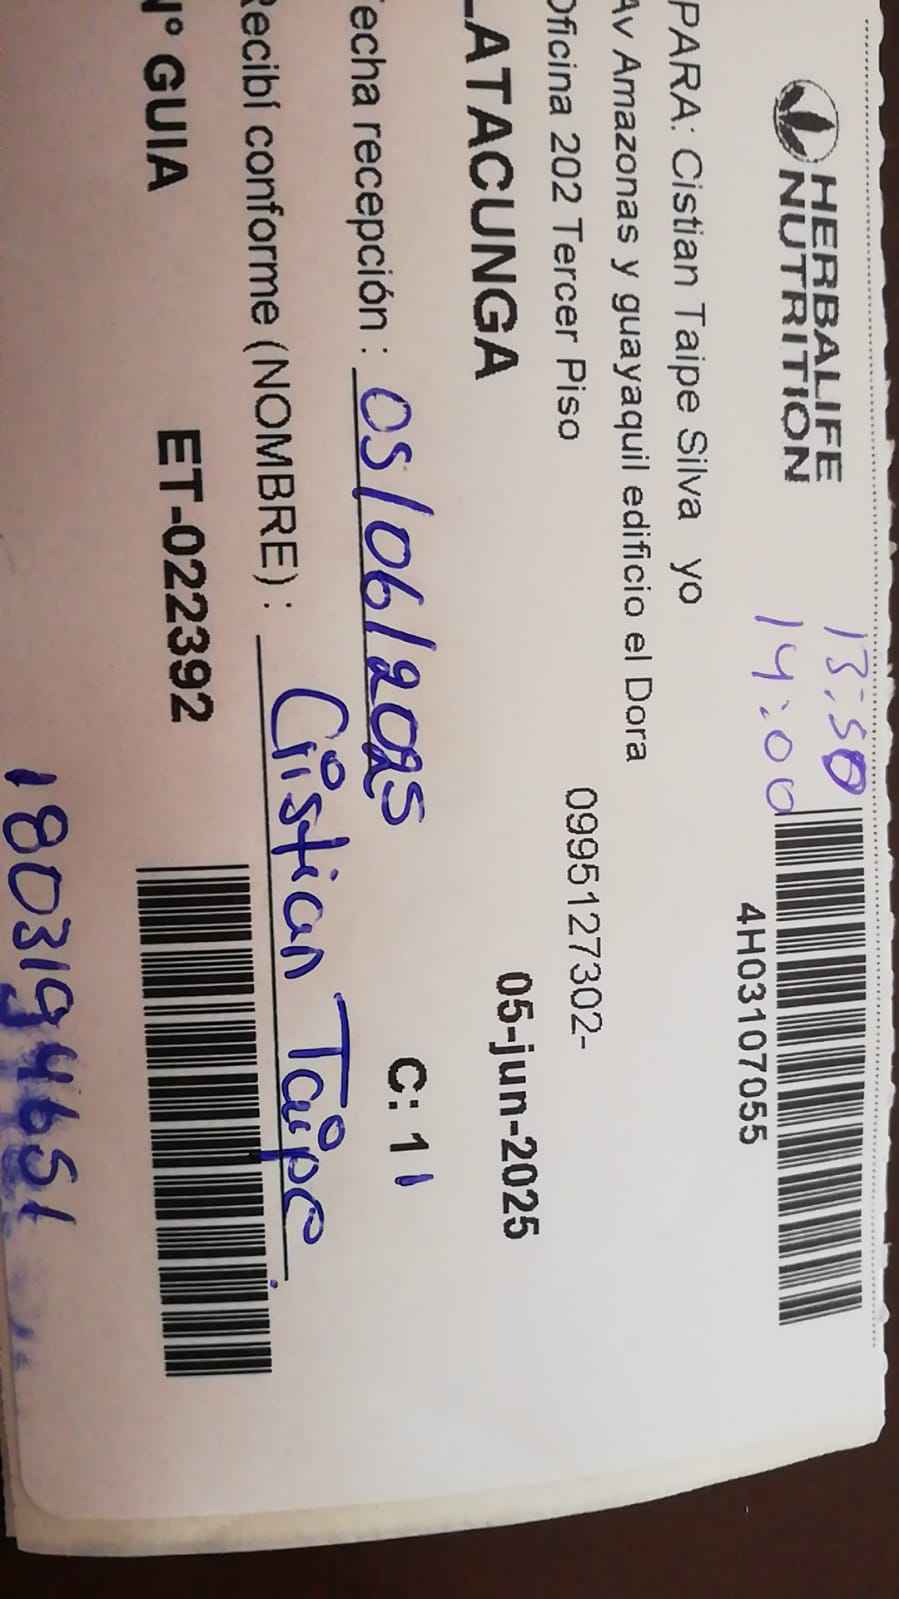 HERBALIFE
NUTRITION
13:50
14:00
4H03107055
PARA: Cistian Taipe Silva yo
Av Amazonas y guayaquil edificio el Dora
Oficina 202 Tercer Piso
0995127302-
LATACUNGA
05-jun-2025
Fecha recepción : 05/06/2025
C: 11
Recibí conforme (NOMBRE) : Cristian Taipe.
N° GUIA
ET-022392
1803194651